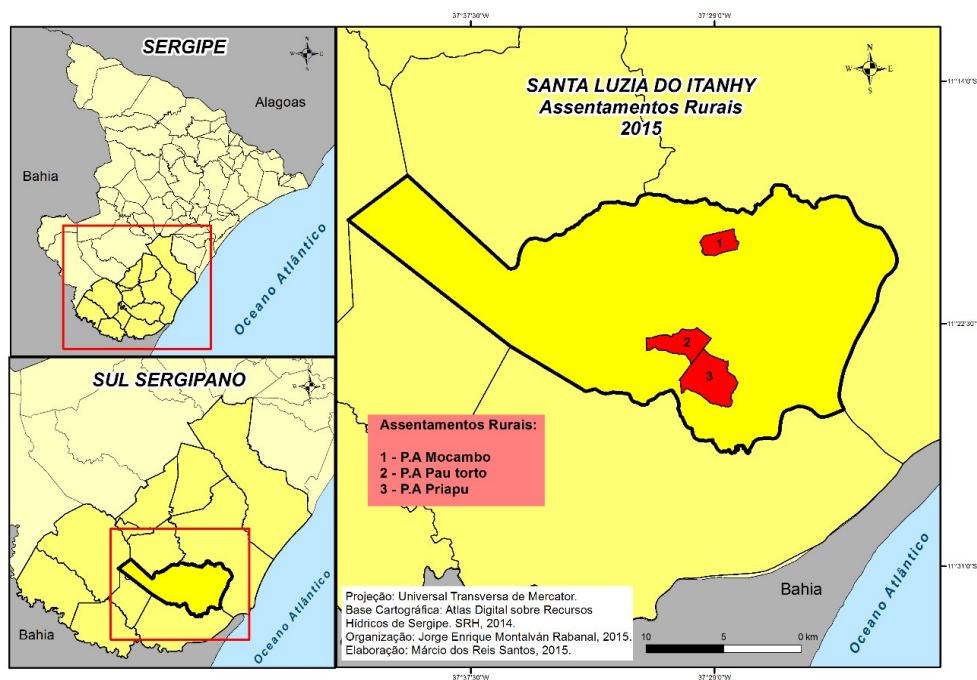 SERGIPE
N
W E
S
Alagoas
Bahia
Oceano Atlântico
SUL SERGIPANO
N
W E
S
Bahia
Oceano Atlântico
37°37'30"W
37°29'0"W
SANTA LUZIA DO ITANHY
Assentamentos Rurais
2015
N
W E
S
11°14'0"S
1
11°22'30"S
2
3
Assentamentos Rurais:
1 - P.A Mocambo
2 - P.A Pau torto
3 - P.A Priapu
11°31'0"S
Bahia
Oceano Atlântico
Projeção: Universal Transversa de Mercator.
Base Cartográfica: Atlas Digital sobre Recursos
Hídricos de Sergipe. SRH, 2014.
Organização: Jorge Enrique Montalván Rabanal, 2015.
Elaboração: Márcio dos Reis Santos, 2015.
10 5 0 km
37°37'30"W
37°29'0"W